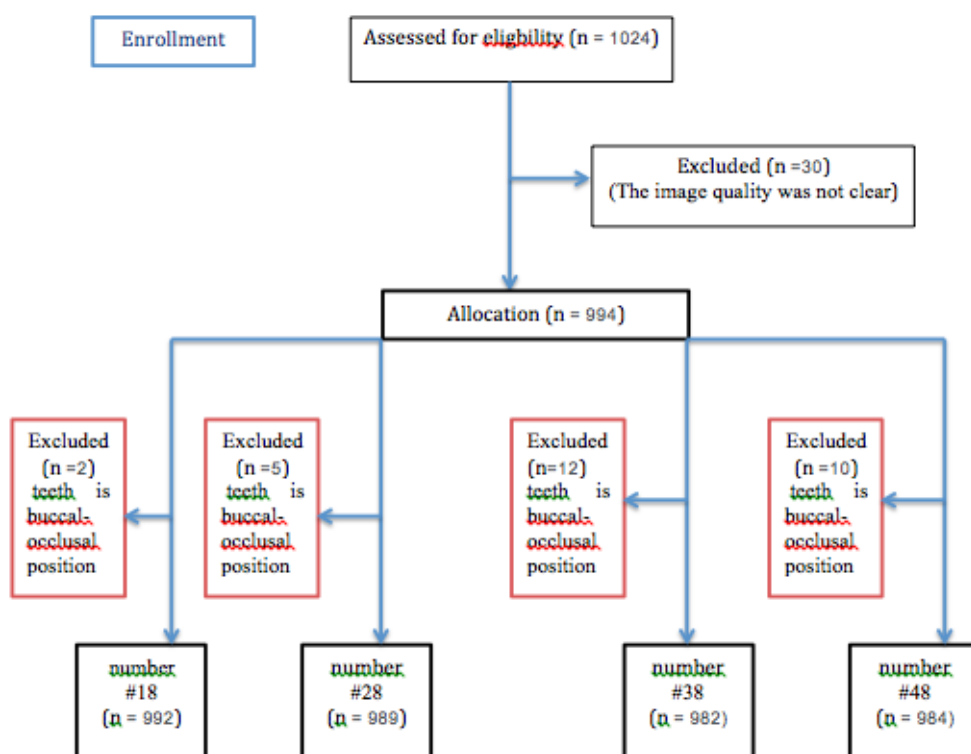 Enrollment
Assessed for eligbility (n = 1024)
Excluded (n =30)
(The image quality was not clear)
Allocation (n = 994)
Excluded
(n =2)
teeth is
buccal-
occlusal
position
Excluded
(n =5)
teeth is
buccal-
occlusal
position
Excluded
(n=12)
teeth is
buccal-
occlusal
position
Excluded
(n =10)
teeth is
buccal-
occlusal
position
number
#18
(n = 992)
number
#28
(n = 989)
number
#38
(n = 982)
number
#48
(n = 984)